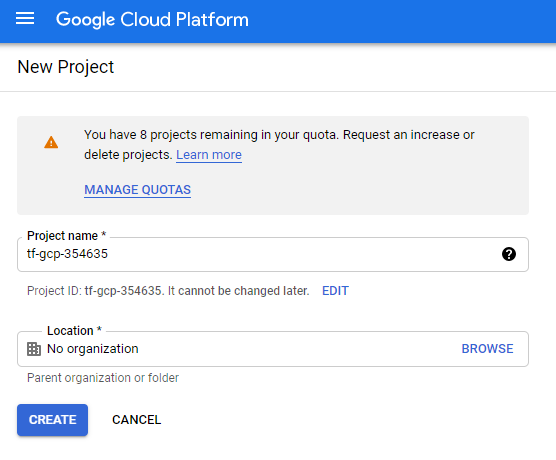 Google Cloud Platform
New Project
You have 8 projects remaining in your quota. Request an increase or
delete projects. Learn more
MANAGE QUOTAS
Project name *
tf-gcp-354635
Project ID: tf-gcp-354635. It cannot be changed later. EDIT
Location *
No organization BROWSE
Parent organization or folder
CREATE CANCEL